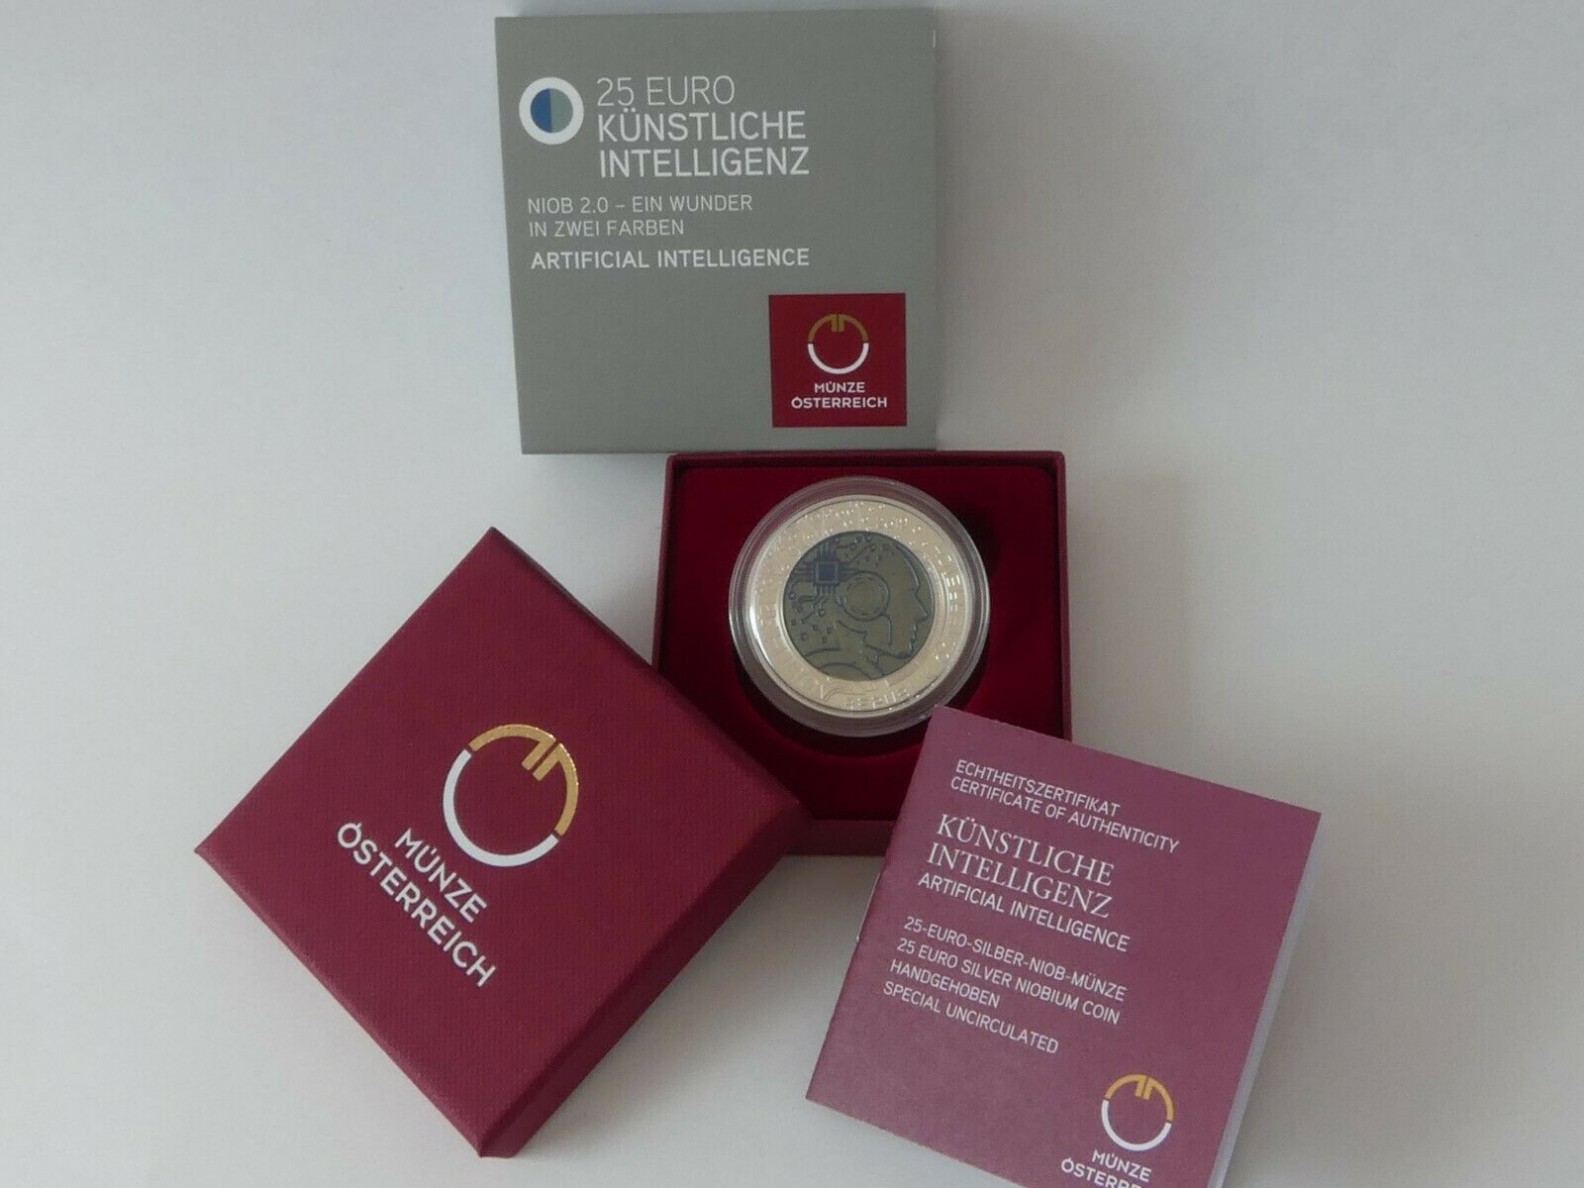 25 EURO
KÜNSTLICHE
INTELLIGENZ
NIOB 2.0 – EIN WUNDER
IN ZWEI FARBEN
ARTIFICIAL INTELLIGENCE
MÜNZE
ÖSTERREICH
MÜNZE
ÖSTERREICH
ECHTHEITSZERTIFIKAT
CERTIFICATE OF AUTHENTICITY
KÜNSTLICHE
INTELLIGENZ
ARTIFICIAL INTELLIGENCE
25-EURO-SILBER-NIOB-MÜNZE
25 EURO SILVER NIOBIUM COIN
HANDGEHOBEN
SPECIAL UNCIRCULATED
MÜNZE
ÖSTERRE